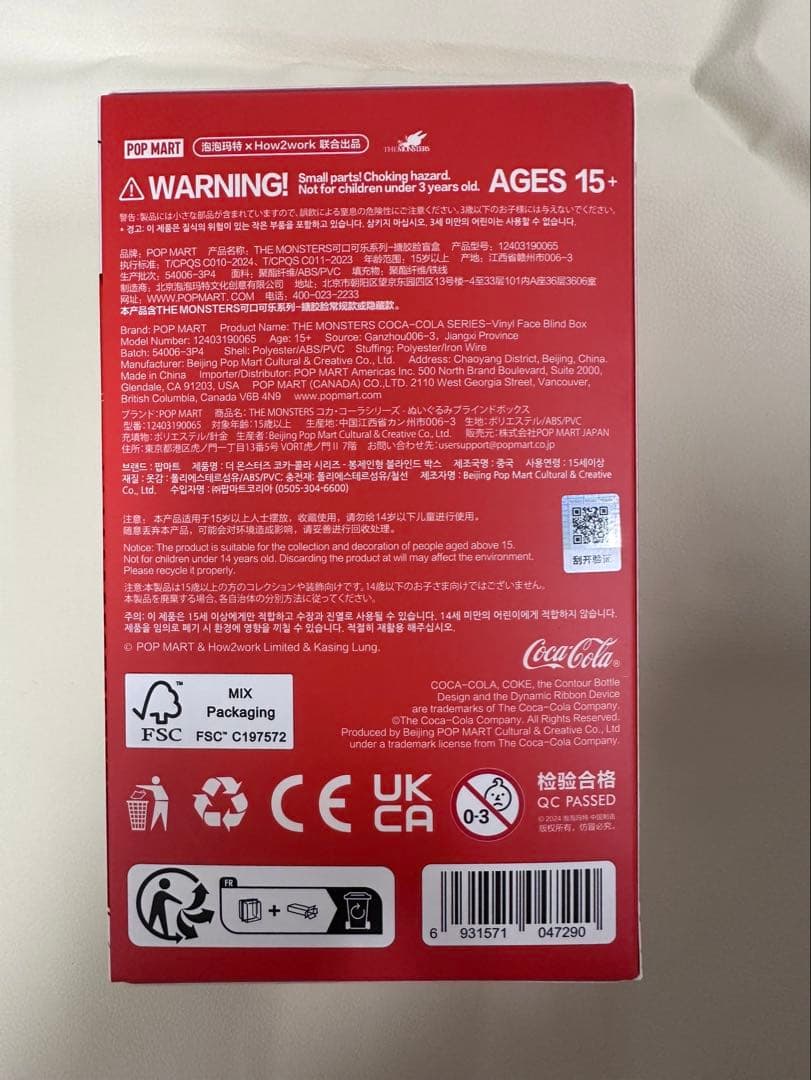 POP MART 泡泡玛特×How2work 联合出品 THE MONSTERS
WARNING! Small parts! Choking hazard. Not for children under 3 years old. AGES 15+
警告:製品には小さな部品が含まれていますので、誤飲による窒息の危険性にご注意ください。3歳以下のお子様には与えないでください。
* 경고: 이 제품은 질식의 위험이 있는 작은 부품을 포함하고 있습니다. 삼키지 마십시오. 3세 미만의 어린이는 사용할 수 없습니다.
品牌：POP MART 产品名称：THE MONSTERS可口可乐系列-搪胶脸盲盒 产品型号：12403190065
执行标准：T/CPQS C010-2024、T/CPQS C011-2023 年龄范围：15岁以上 产地：江西省赣州市006-3
生产批次：54006-3P4 面料：聚酯纤维/ABS/PVC 填充物：聚酯纤维/铁线
制造商：北京泡泡玛特文化创意有限公司 地址：北京市朝阳区望京东园四区13号楼-4至33层101内A座36层3606室
网址：WWW.POPMART.COM 电话：400-023-2233
本产品含THE MONSTERS可口可乐系列-搪胶脸常规款或隐藏款。
Brand: POP MART Product Name: THE MONSTERS COCA-COLA SERIES-Vinyl Face Blind Box
Model Number: 12403190065 Age: 15+ Source: Ganzhou006-3, Jiangxi Province
Batch: 54006-3P4 Shell: Polyester/ABS/PVC Stuffing: Polyester/Iron Wire
Manufacturer: Beijing Pop Mart Cultural & Creative Co., Ltd. Address: Chaoyang District, Beijing, China.
Made in China Importer/Distributor: POP MART Americas Inc. 500 North Brand Boulevard, Suite 2000,
Glendale, CA 91203, USA POP MART (CANADA) CO.,LTD. 2110 West Georgia Street, Vancouver,
British Columbia, Canada V6B 4N9 www.popmart.com
ブランド:POP MART 商品名: THE MONSTERS コカ・コーラシリーズ - ぬいぐるみブラインドボックス
型番:12403190065 対象年齢:15歳以上 生産地:中国江西省カン州市006-3 生地:ポリエステル/ABS/PVC
充填物:ポリエステル/針金 生産者:Beijing Pop Mart Cultural & Creative Co., Ltd. 販売元:株式会社POP MART JAPAN
住所:東京都港区虎ノ門一丁目13番5号 VORT虎ノ門II 7階 お問い合わせ先:usersupport@popmart.com
브랜드 : 팝마트 제품명 : 더 몬스터즈 코카-콜라 시리즈 - 봉제인형 블라인드 박스 제조국명 : 중국 사용연령 : 15세이상
재질 : 옷감 : 폴리에스테르섬유/ABS/PVC; 충전재: 폴리에스테르섬유/철선 제조자명 : Beijing Pop Mart Cultural & Creative
Co., Ltd. 수입자명 : ㈜팝마트코리아 (0505-304-6600)
注意：本产品适用于15岁以上人士摆放，收藏使用，请勿给14岁以下儿童进行使用。
随意丢弃本产品，可能会对环境造成影响，请妥善进行回收处理。
刮开验证
Notice: The product is suitable for the collection and decoration of people aged above 15.
Not for children under 14 years old. Discarding the product at will may affect the environment.
Please recycle it properly.
注意:本製品は15歳以上の方のコレクションや装飾向けです。14歳以下のお子さま向けではございません。
本製品を廃棄する場合、各自治体の分別方法に従ってください。
주의: 이 제품은 15세 이상에게만 적합하고 수장과 진열로 사용될 수 있습니다. 14세 미만의 어린이에게 적합하지 않습니다.
제품을 임의로 폐기 시 환경에 영향을 끼칠 수 있습니다. 적절히 재활용 해주십시오.
© POP MART & How2work Limited & Kasing Lung.
Coca-Cola®
COCA-COLA, COKE, the Contour Bottle
Design and the Dynamic Ribbon Device
are trademarks of The Coca-Cola Company.
©The Coca-Cola Company. All Rights Reserved.
Produced by Beijing POP MART Cultural & Creative Co., Ltd
under a trademark license from The Coca-Cola Company.
MIX
Packaging
FSC FSC™ C197572
CE UKCA 0-3
检验合格
QC PASSED
©2024 泡泡玛特 中国制造
版权所有，仿冒必究。
FR
6 931571 047290